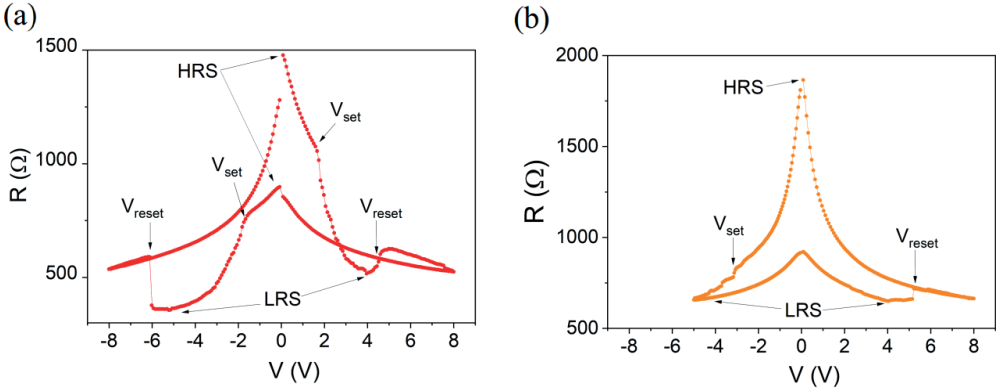 (a)
1500
1000
500
R (Ω)
HRS
V_set
V_set
V_reset
V_reset
LRS
-8 -6 -4 -2 0 2 4 6 8
V (V)
(b)
2000
1500
1000
500
R (Ω)
HRS
V_set
V_reset
LRS
-8 -6 -4 -2 0 2 4 6 8
V (V)